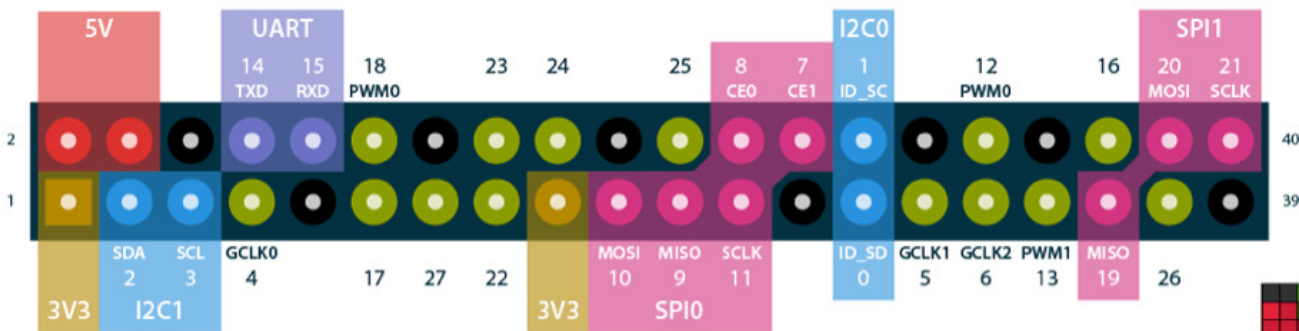 5V UART I2C0 SPI1
14 15 18 23 24 25 8 7 1 12 16 20 21
TXD RXD PWM0 CE0 CE1 ID_SC PWM0 MOSI SCLK
2 40
1 39
SDA SCL GCLK0 MOSI MISO SCLK ID_SD GCLK1 GCLK2 PWM1 MISO
2 3 4 17 27 22 10 9 11 0 5 6 13 19 26
3V3 I2C1 3V3 SPI0